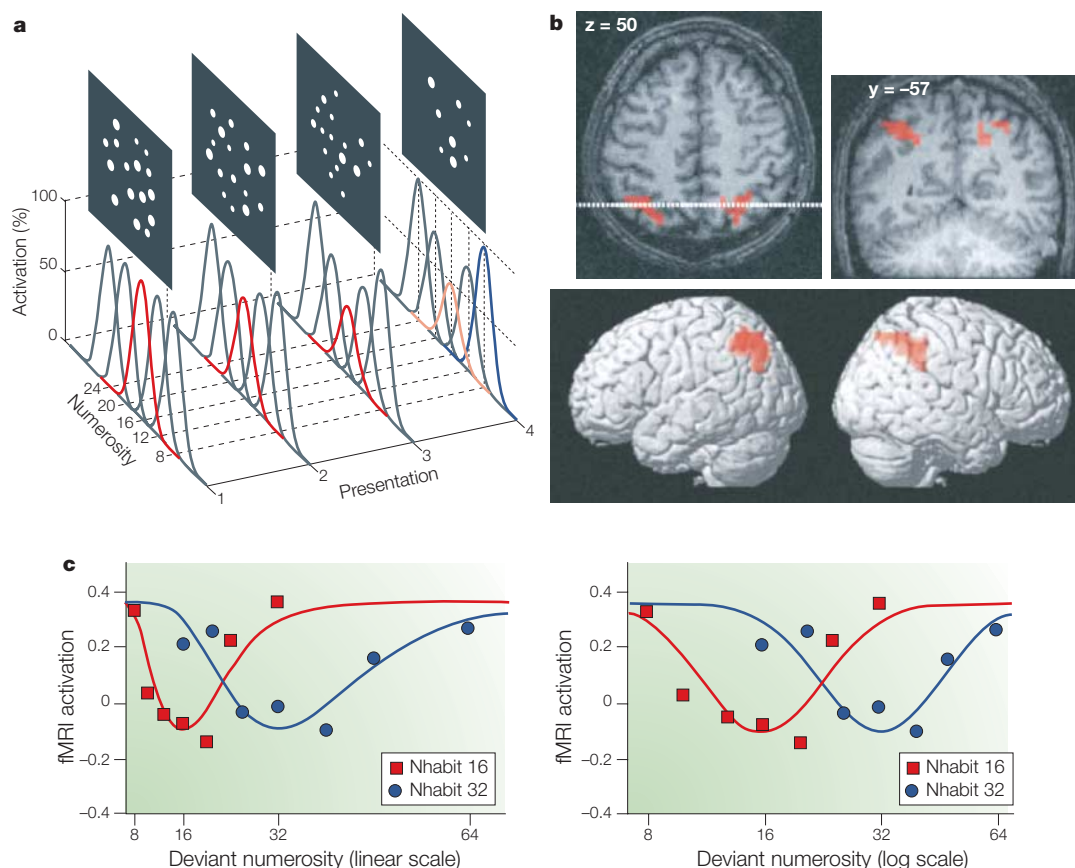 a
100
50
0
Activation (%)
24
20
16
12
8
Numerosity
1
2
3
4
Presentation
b
z = 50
y = –57
c
0.4
0.2
0
–0.2
–0.4
fMRI activation
8
16
32
64
Deviant numerosity (linear scale)
Nhabit 16
Nhabit 32
0.4
0.2
0
–0.2
–0.4
fMRI activation
8
16
32
64
Deviant numerosity (log scale)
Nhabit 16
Nhabit 32